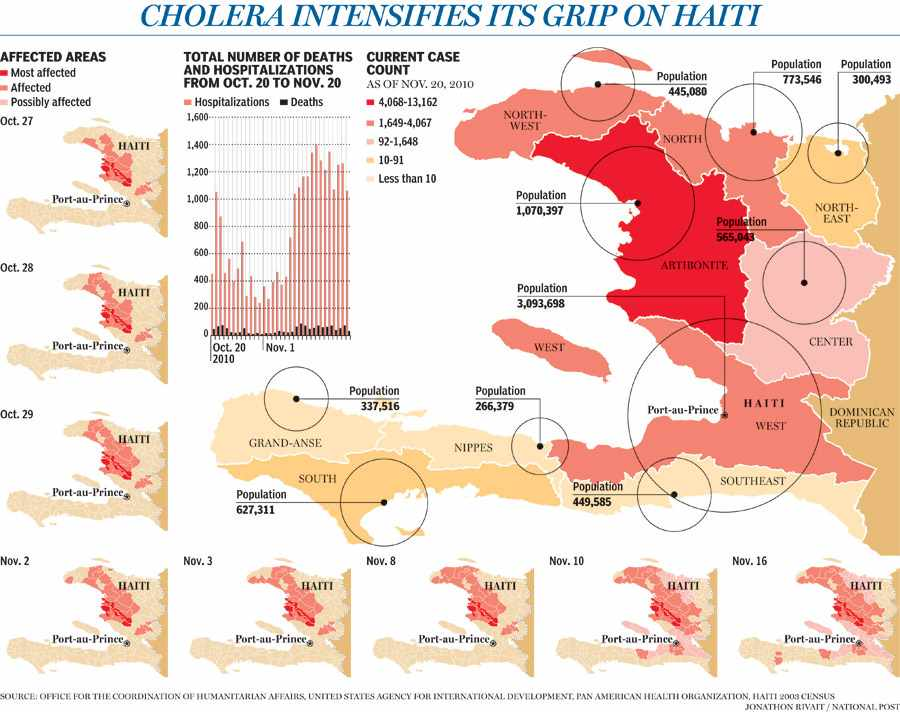 CHOLERA INTENSIFIES ITS GRIP ON HAITI
AFFECTED AREAS
Most affected
Affected
Possibly affected
Oct. 27
HAITI
Port-au-Prince
Oct. 28
HAITI
Port-au-Prince
Oct. 29
HAITI
Port-au-Prince
TOTAL NUMBER OF DEATHS
AND HOSPITALIZATIONS
FROM OCT. 20 TO NOV. 20
Hospitalizations
Deaths
1,600
1,400
1,200
1,000
800
600
400
200
0
Oct. 20
2010
Nov. 1
CURRENT CASE
COUNT
AS OF NOV. 20, 2010
4,068-13,162
1,649-4,067
92-1,648
10-91
Less than 10
Population
445,080
Population
773,546
Population
300,493
NORTH-
WEST
NORTH
NORTH-
EAST
Population
1,070,397
Population
565,043
ARTIBONITE
Population
3,093,698
CENTER
WEST
Population
337,516
Population
266,379
Port-au-Prince
HAITI
WEST
DOMINICAN
REPUBLIC
GRAND-ANSE
NIPPES
SOUTH
SOUTHEAST
Population
627,311
Population
449,585
Nov. 2
HAITI
Port-au-Prince
Nov. 3
HAITI
Port-au-Prince
Nov. 8
HAITI
Port-au-Prince
Nov. 10
HAITI
Port-au-Prince
Nov. 16
HAITI
Port-au-Prince
SOURCE: OFFICE FOR THE COORDINATION OF HUMANITARIAN AFFAIRS, UNITED STATES AGENCY FOR INTERNATIONAL DEVELOPMENT, PAN AMERICAN HEALTH ORGANIZATION, HAITI 2003 CENSUS
JONATHON RIVAIT / NATIONAL POST